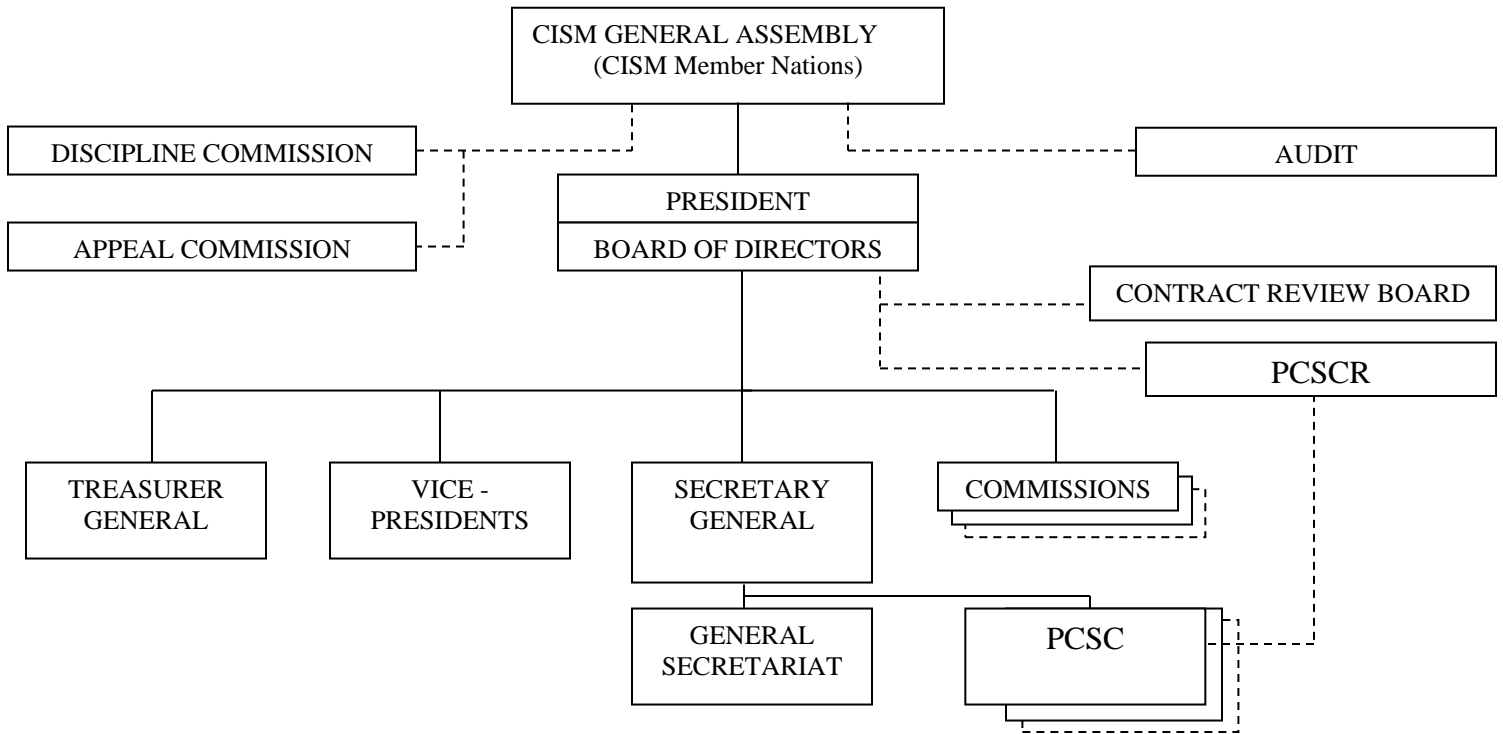 CISM GENERAL ASSEMBLY
(CISM Member Nations)
DISCIPLINE COMMISSION
AUDIT
PRESIDENT
APPEAL COMMISSION
BOARD OF DIRECTORS
CONTRACT REVIEW BOARD
PCSCR
TREASURER
GENERAL
VICE -
PRESIDENTS
SECRETARY
GENERAL
COMMISSIONS
GENERAL
SECRETARIAT
PCSC